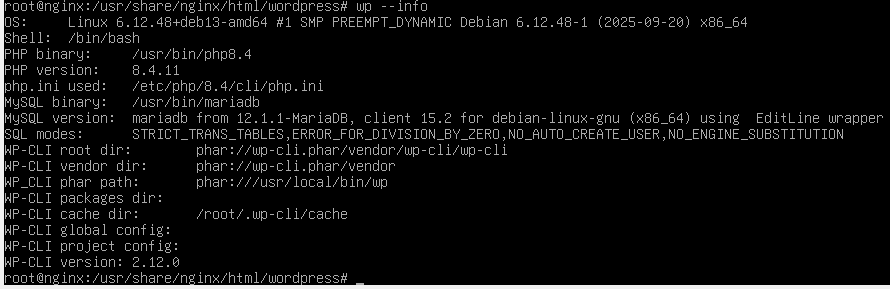 root@nginx:/usr/share/nginx/html/wordpress# wp --info
OS:     Linux 6.12.48+deb13-amd64 #1 SMP PREEMPT_DYNAMIC Debian 6.12.48-1 (2025-09-20) x86_64
Shell:  /bin/bash
PHP binary:     /usr/bin/php8.4
PHP version:    8.4.11
php.ini used:   /etc/php/8.4/cli/php.ini
MySQL binary:   /usr/bin/mariadb
MySQL version:  mariadb from 12.1.1-MariaDB, client 15.2 for debian-linux-gnu (x86_64) using  EditLine wrapper
SQL modes:      STRICT_TRANS_TABLES,ERROR_FOR_DIVISION_BY_ZERO,NO_AUTO_CREATE_USER,NO_ENGINE_SUBSTITUTION
WP-CLI root dir:        phar://wp-cli.phar/vendor/wp-cli/wp-cli
WP-CLI vendor dir:      phar://wp-cli.phar/vendor
WP_CLI phar path:       phar:///usr/local/bin/wp
WP-CLI packages dir:
WP-CLI cache dir:       /root/.wp-cli/cache
WP-CLI global config:
WP-CLI project config:
WP-CLI version: 2.12.0
root@nginx:/usr/share/nginx/html/wordpress# _